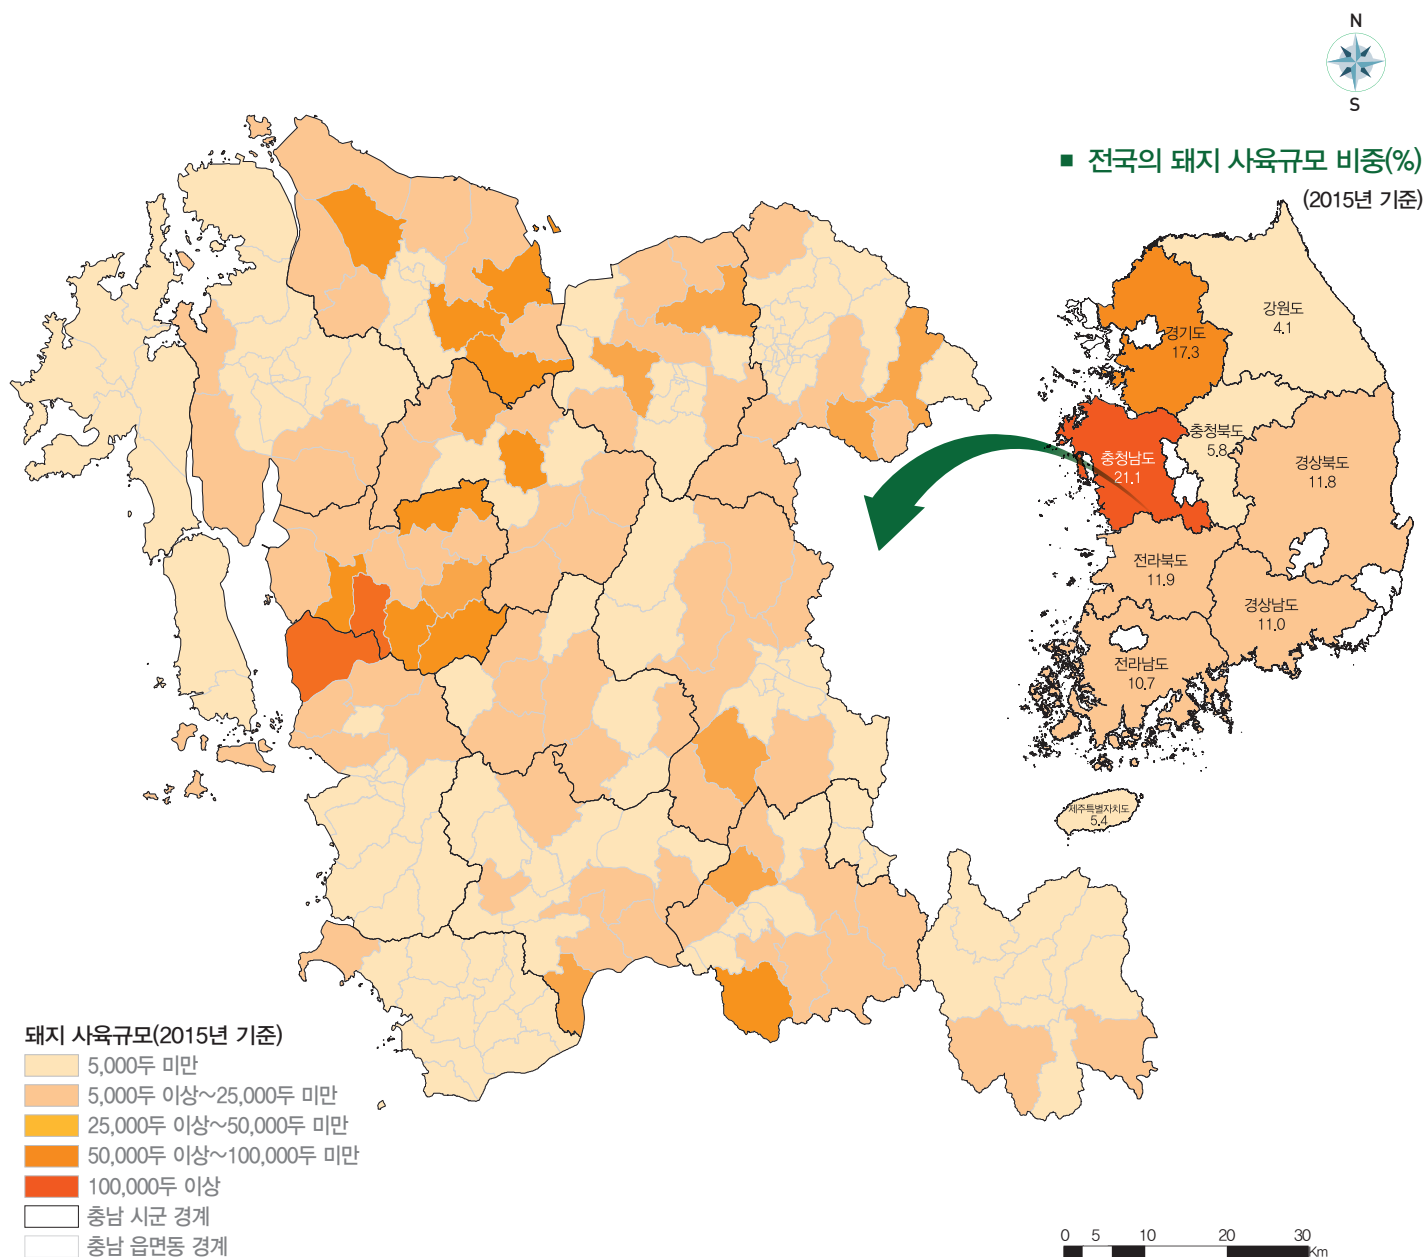 N
S
■ 전국의 돼지 사육규모 비중(%)
(2015년 기준)
강원도
4.1
경기도
17.3
충청북도
5.8
충청남도
21.1
경상북도
11.8
전라북도
11.9
경상남도
11.0
전라남도
10.7
제주특별자치도
5.4
돼지 사육규모(2015년 기준)
5,000두 미만
5,000두 이상~25,000두 미만
25,000두 이상~50,000두 미만
50,000두 이상~100,000두 미만
100,000두 이상
충남 시군 경계
충남 읍면동 경계
0 5 10 20 30
Km